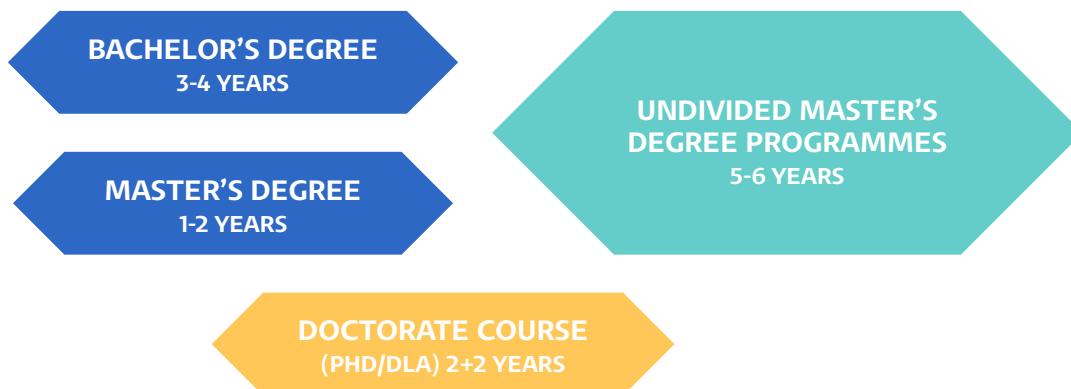 BACHELOR’S DEGREE
3-4 YEARS
MASTER’S DEGREE
1-2 YEARS
UNDIVIDED MASTER’S
DEGREE PROGRAMMES
5-6 YEARS
DOCTORATE COURSE
(PHD/DLA) 2+2 YEARS